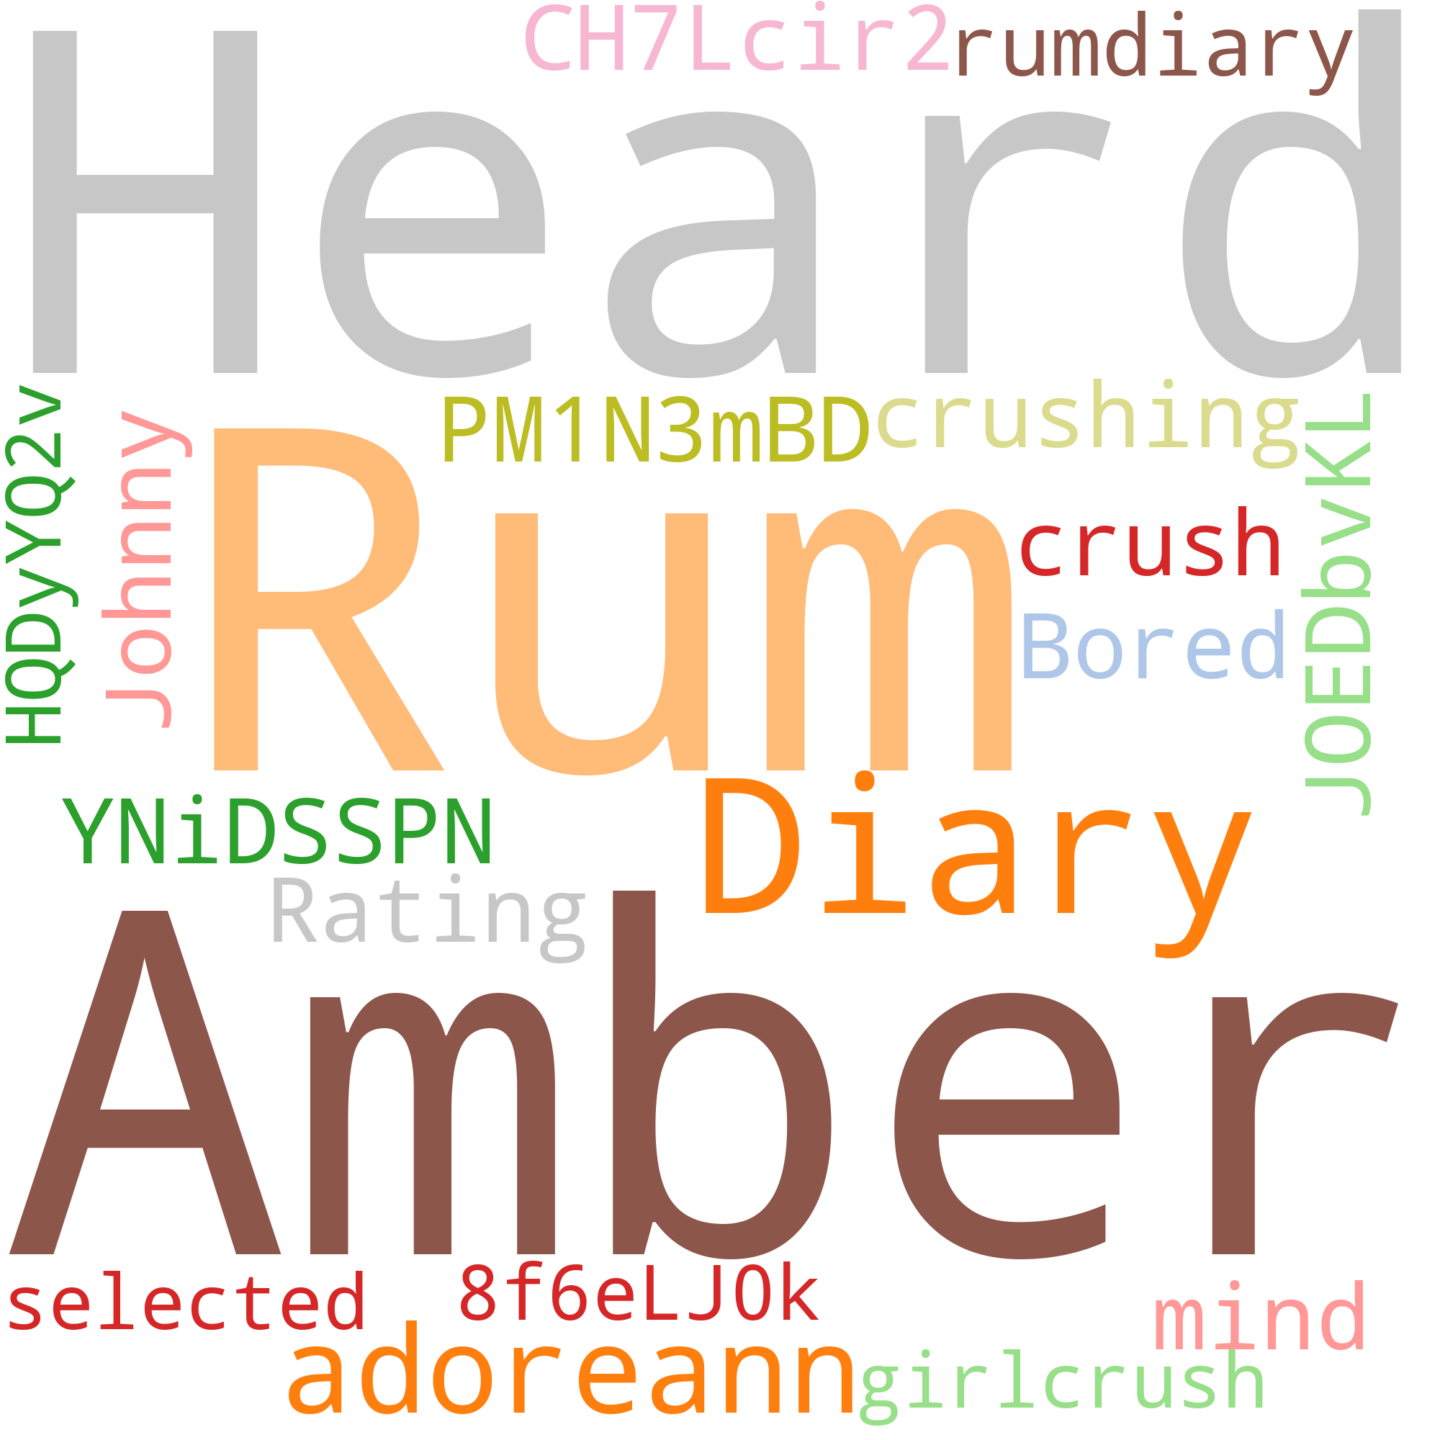 CH7Lcir2
rumdiary
Heard
HQDyYQ2v
Johnny
PM1N3mBD
crushing
JOEDbvKL
Rum
crush
Bored
YNiDSSPN
Diary
Rating
Amber
selected
8f6eLJ0k
mind
adoreann
girlcrush